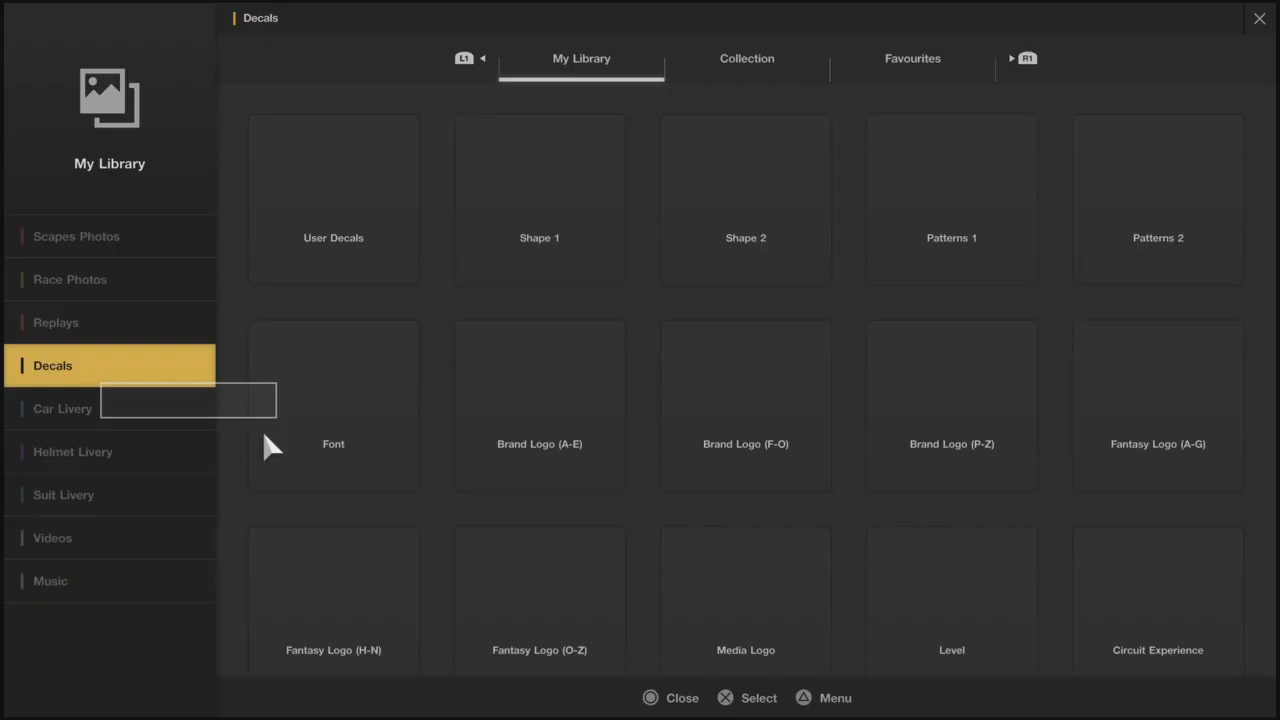 Decals
L1
My Library
Collection
Favourites
R1
My Library
Scapes Photos
Race Photos
Replays
Decals
Car Livery
Helmet Livery
Suit Livery
Videos
Music
User Decals
Shape 1
Shape 2
Patterns 1
Patterns 2
Font
Brand Logo (A-E)
Brand Logo (F-O)
Brand Logo (P-Z)
Fantasy Logo (A-G)
Fantasy Logo (H-N)
Fantasy Logo (O-Z)
Media Logo
Level
Circuit Experience
Close
Select
Menu